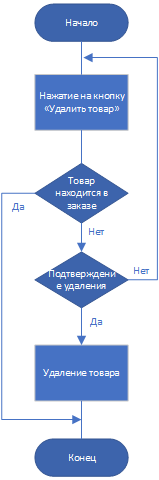 Начало
Нажатие на кнопку
«Удалить товар»
Товар
находится в
заказе
Да
Нет
Подтверждени
е удаления
Нет
Да
Удаление товара
Конец